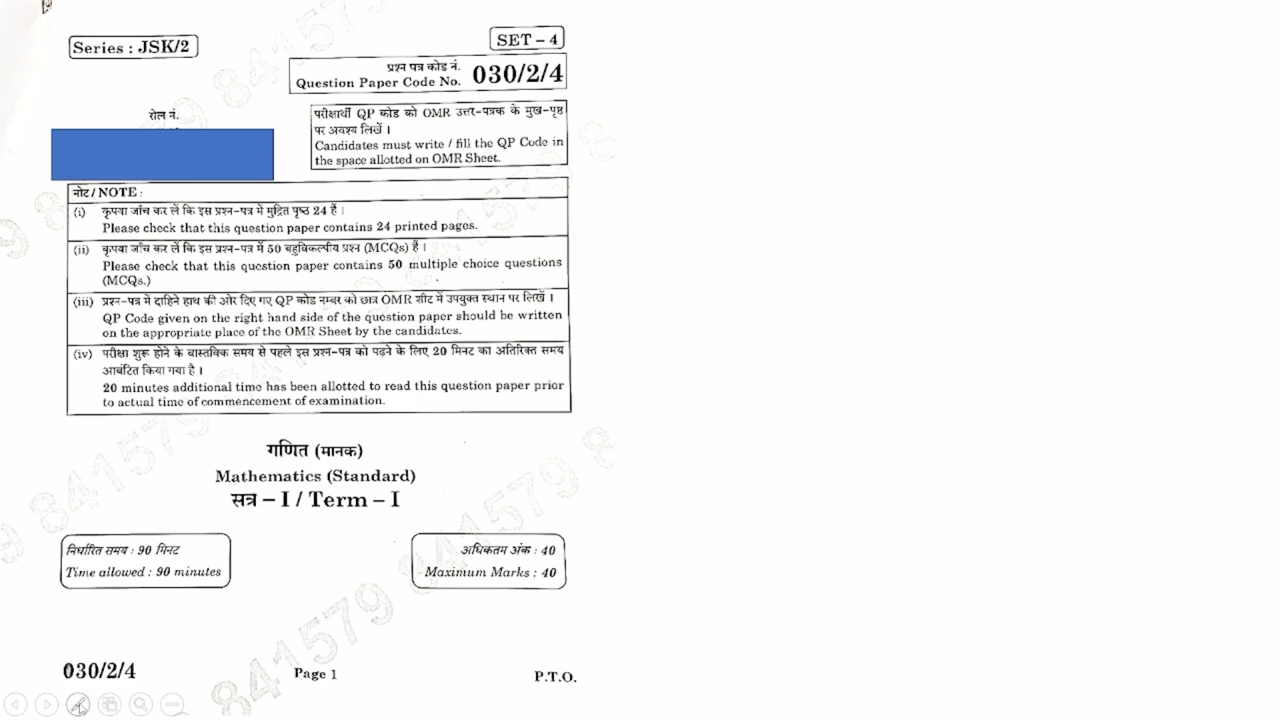 Series : JSK/2
SET – 4
प्रश्न पत्र कोड नं.
Question Paper Code No. 030/2/4
रोल नं.
परीक्षार्थी QP कोड को OMR उत्तर-पत्रक के मुख-पृष्ठ
पर अवश्य लिखें ।
Candidates must write / fill the QP Code in
the space allotted on OMR Sheet.
नोट / NOTE :
(i) कृपया जाँच कर लें कि इस प्रश्न-पत्र में मुद्रित पृष्ठ 24 हैं ।
Please check that this question paper contains 24 printed pages.
(ii) कृपया जाँच कर लें कि इस प्रश्न-पत्र में 50 बहुविकल्पीय प्रश्न (MCQs) हैं ।
Please check that this question paper contains 50 multiple choice questions
(MCQs.)
(iii) प्रश्न-पत्र में दाहिने हाथ की ओर दिए गए QP कोड नम्बर को छात्र OMR शीट में उपयुक्त स्थान पर लिखें ।
QP Code given on the right hand side of the question paper should be written
on the appropriate place of the OMR Sheet by the candidates.
(iv) परीक्षा शुरू होने के वास्तविक समय से पहले इस प्रश्न-पत्र को पढ़ने के लिए 20 मिनट का अतिरिक्त समय
आबंटित किया गया है ।
20 minutes additional time has been allotted to read this question paper prior
to actual time of commencement of examination.
गणित (मानक)
Mathematics (Standard)
सत्र – I / Term – I
निर्धारित समय : 90 मिनट
Time allowed : 90 minutes
अधिकतम अंक : 40
Maximum Marks : 40
841579
030/2/4
Page 1
P.T.O.